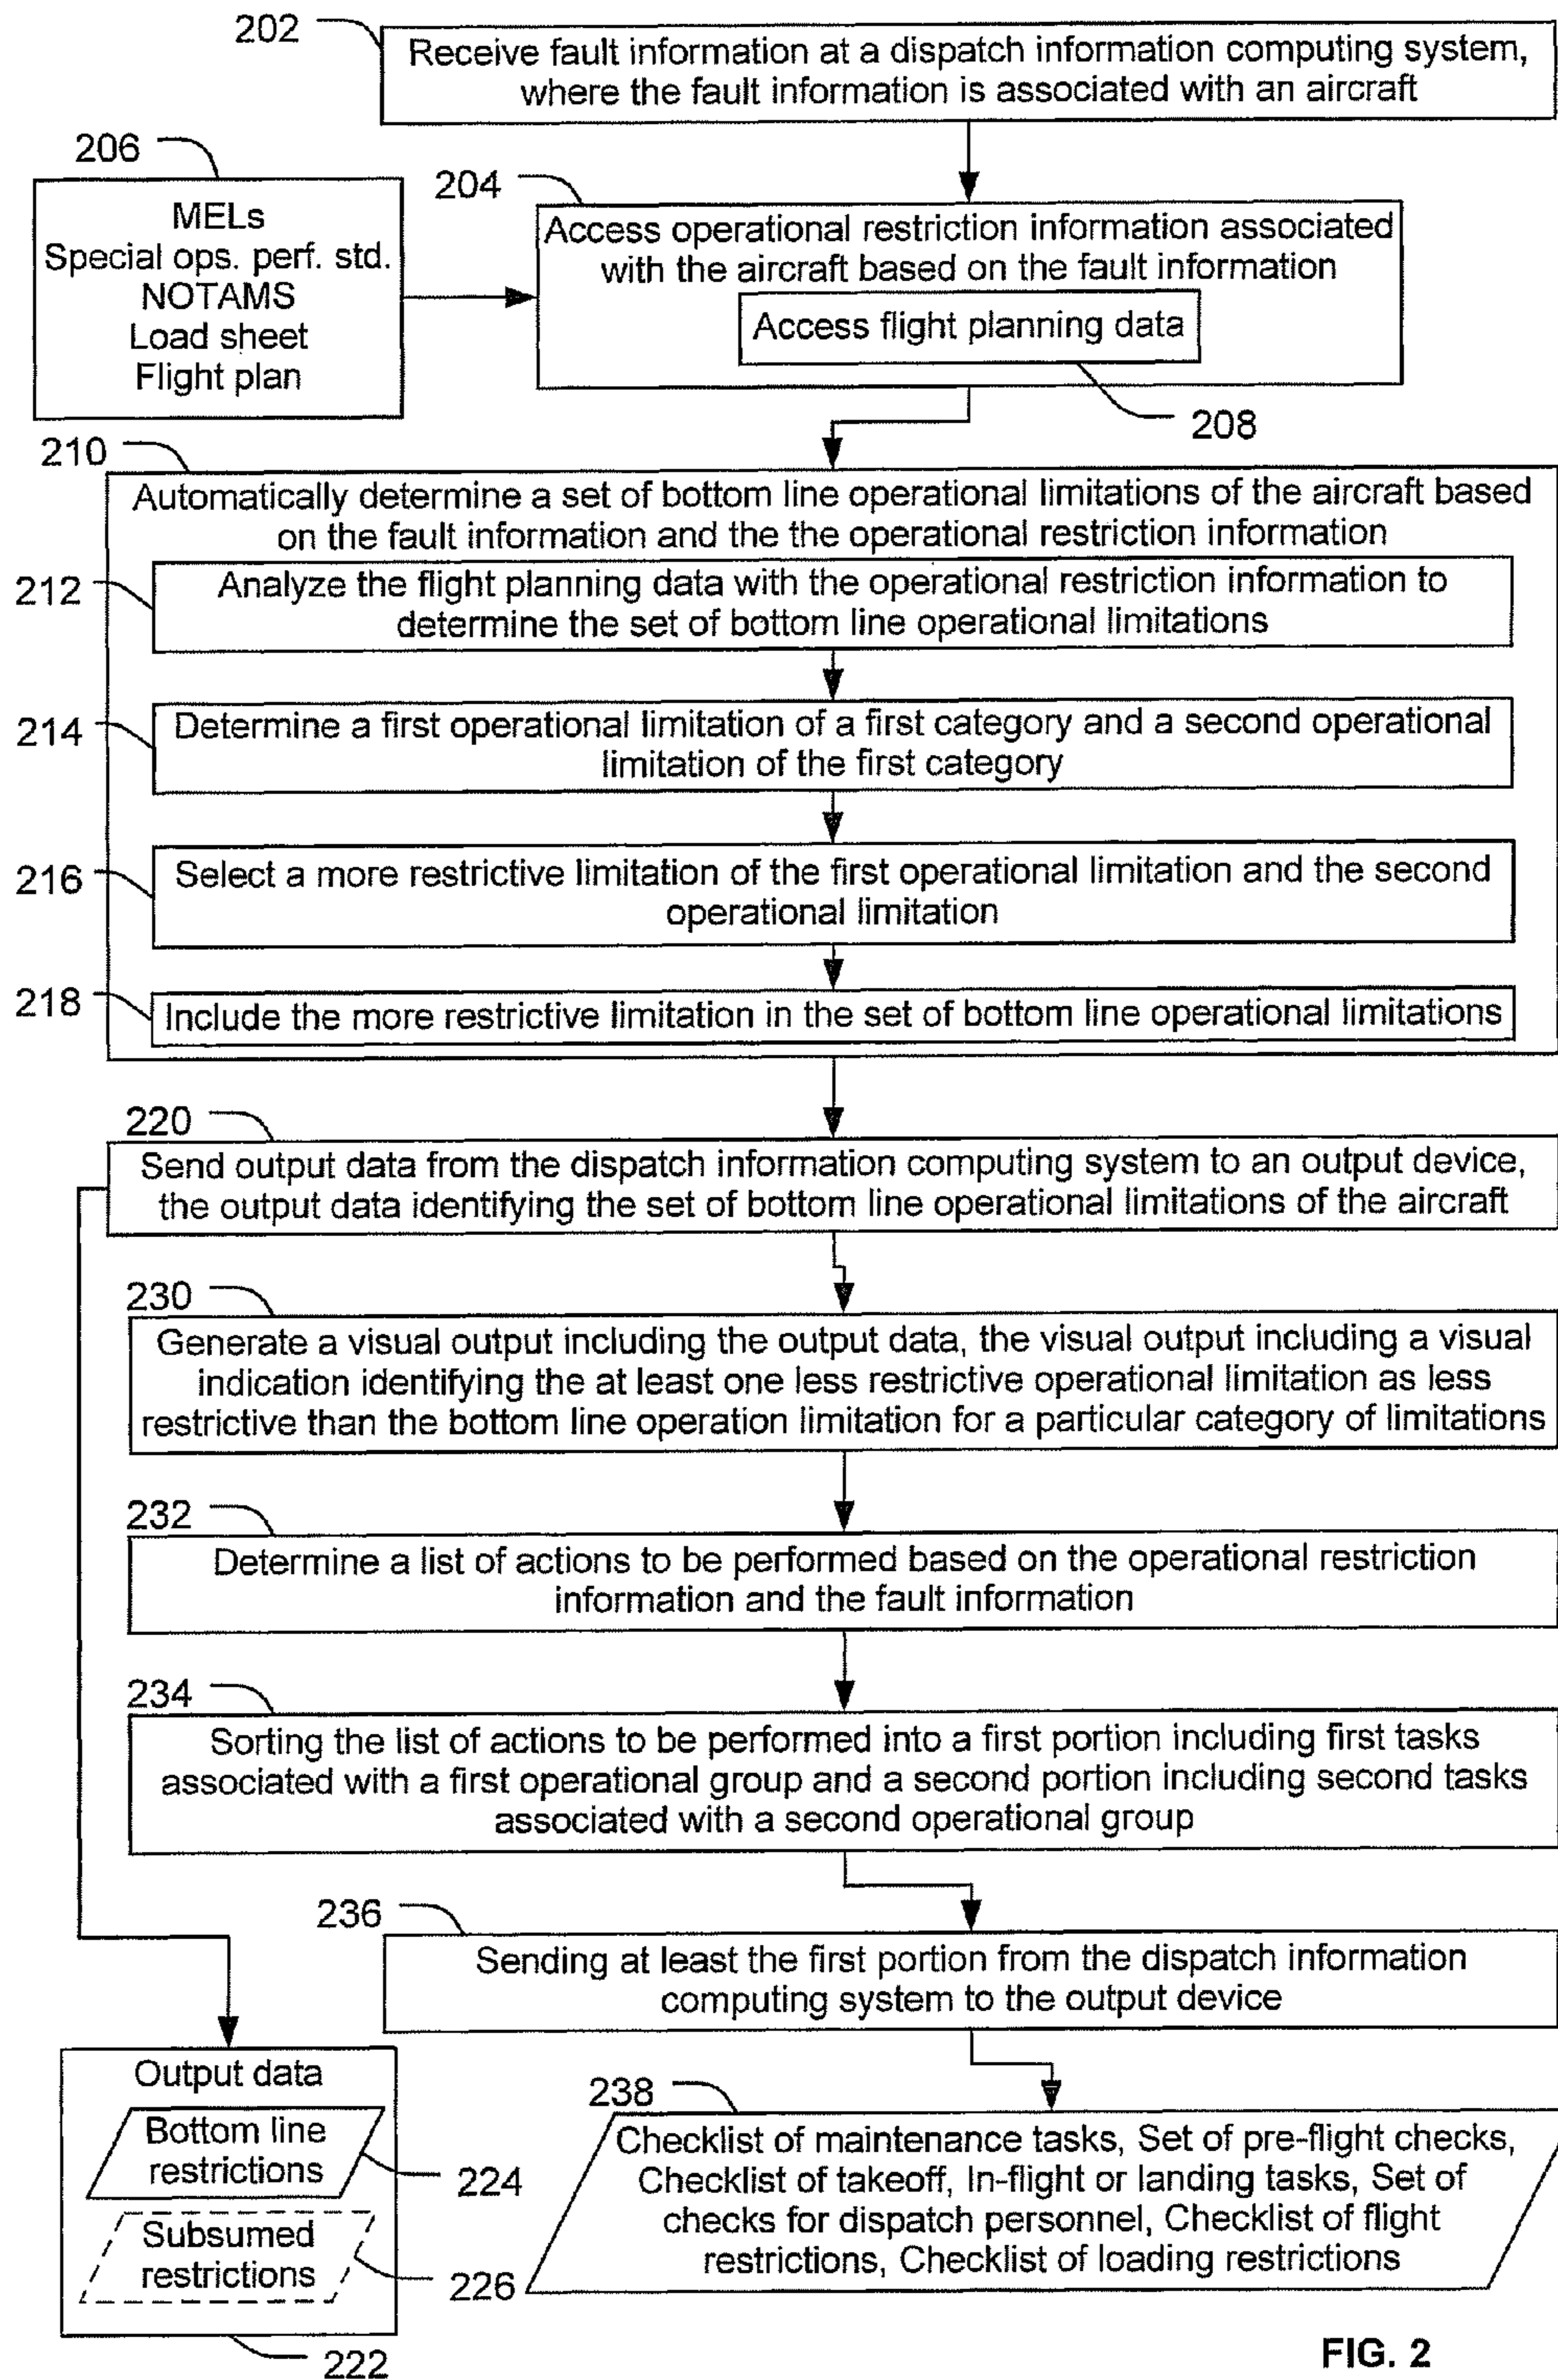 202
Receive fault information at a dispatch information computing system,
where the fault information is associated with an aircraft
206
MELs
Special ops. perf. std.
NOTAMS
Load sheet
Flight plan
204
Access operational restriction information associated
with the aircraft based on the fault information
Access flight planning data
208
210
Automatically determine a set of bottom line operational limitations of the aircraft based
on the fault information and the the operational restriction information
212
Analyze the flight planning data with the operational restriction information to
determine the set of bottom line operational limitations
214
Determine a first operational limitation of a first category and a second operational
limitation of the first category
216
Select a more restrictive limitation of the first operational limitation and the second
operational limitation
218
Include the more restrictive limitation in the set of bottom line operational limitations
220
Send output data from the dispatch information computing system to an output device,
the output data identifying the set of bottom line operational limitations of the aircraft
230
Generate a visual output including the output data, the visual output including a visual
indication identifying the at least one less restrictive operational limitation as less
restrictive than the bottom line operation limitation for a particular category of limitations
232
Determine a list of actions to be performed based on the operational restriction
information and the fault information
234
Sorting the list of actions to be performed into a first portion including first tasks
associated with a first operational group and a second portion including second tasks
associated with a second operational group
236
Sending at least the first portion from the dispatch information
computing system to the output device
Output data
Bottom line
restrictions
224
Subsumed
restrictions
226
222
238
Checklist of maintenance tasks, Set of pre-flight checks,
Checklist of takeoff, In-flight or landing tasks, Set of
checks for dispatch personnel, Checklist of flight
restrictions, Checklist of loading restrictions
FIG. 2